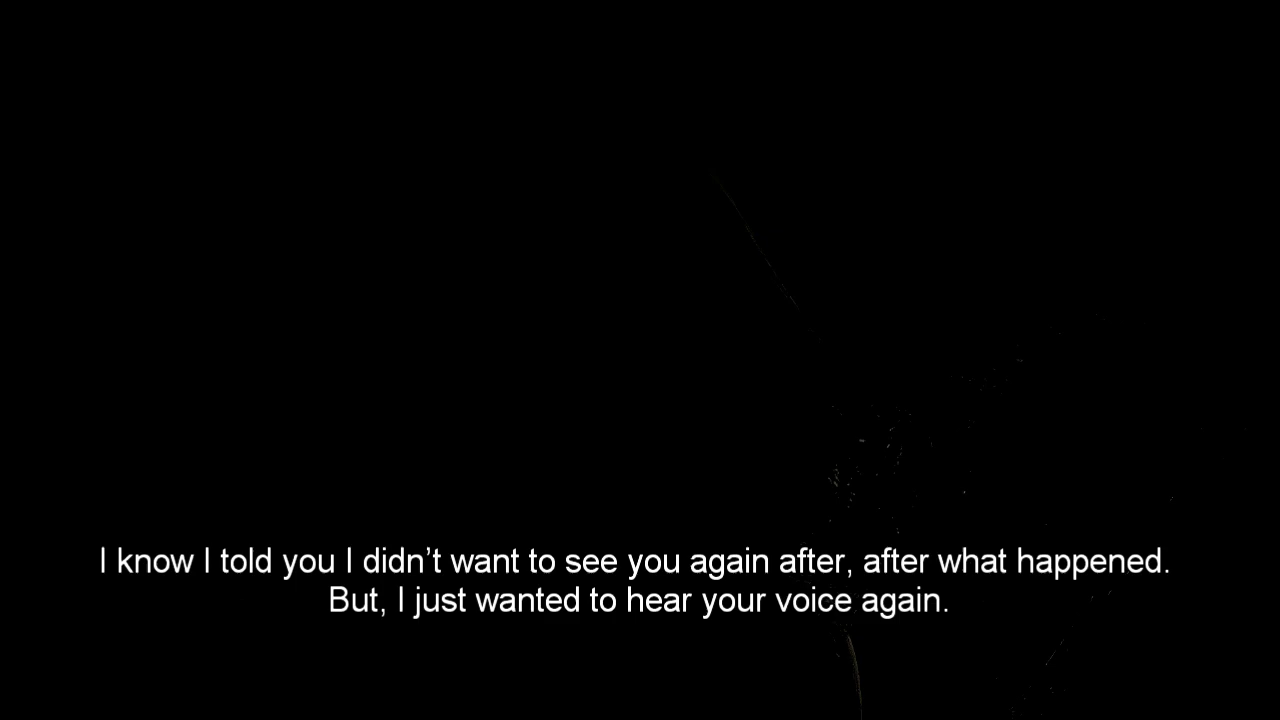 I know I told you I didn’t want to see you again after, after what happened.
But, I just wanted to hear your voice again.